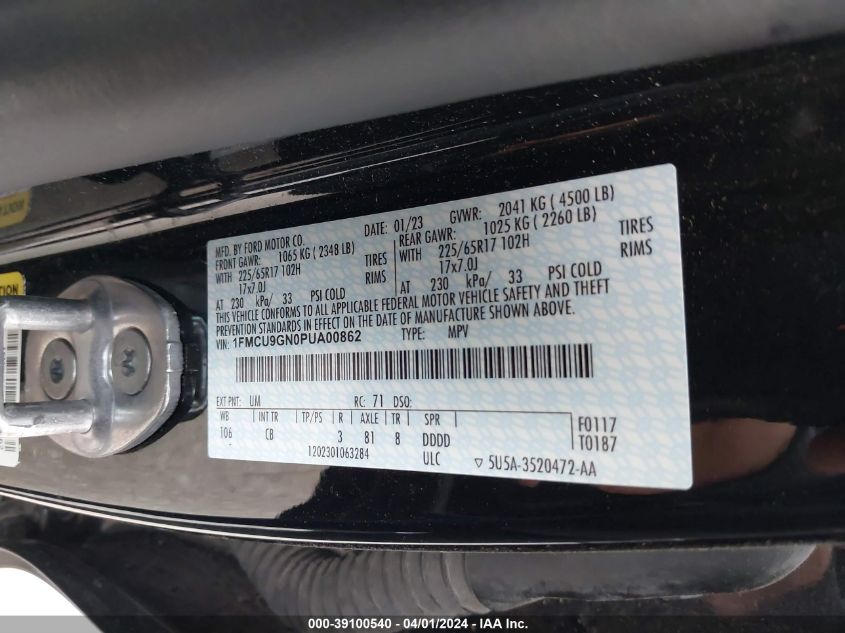 MFD. BY FORD MOTOR CO.
DATE: 01/23 GVWR: 2041 KG ( 4500 LB)
FRONT GAWR: 1065 KG ( 2348 LB)
REAR GAWR: 1025 KG ( 2260 LB)
WITH 225/65R17 102H TIRES
WITH 225/65R17 102H TIRES
17x7.0J RIMS
17x7.0J RIMS
AT 230 kPa/ 33 PSI COLD
AT 230 kPa/ 33 PSI COLD
THIS VEHICLE CONFORMS TO ALL APPLICABLE FEDERAL MOTOR VEHICLE SAFETY AND THEFT
PREVENTION STANDARDS IN EFFECT ON THE DATE OF MANUFACTURE SHOWN ABOVE.
VIN: 1FMCU9GN0PUA00862 TYPE: MPV
EXT PNT: UM RC: 71 DSO:
WB INT TR TP/PS R AXLE TR SPR
106 CB 3 81 8 DDDD
F0117
T0187
1202301063284 ULC
▽ 5U5A-3520472-AA
000-39100540 - 04/01/2024 - IAA Inc.